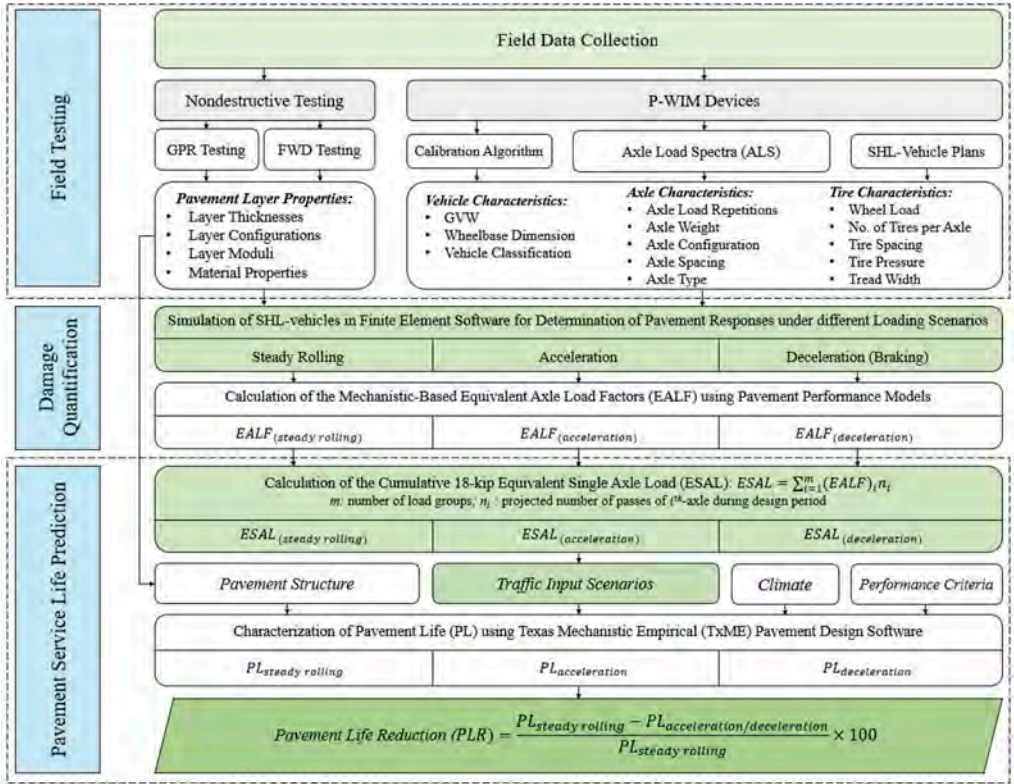 Field Testing
Field Data Collection
Nondestructive Testing
P-WIM Devices
GPR Testing
FWD Testing
Calibration Algorithm
Axle Load Spectra (ALS)
SHL-Vehicle Plans
Pavement Layer Properties:
• Layer Thicknesses
• Layer Configurations
• Layer Moduli
• Material Properties
Vehicle Characteristics:
• GVW
• Wheelbase Dimension
• Vehicle Classification
Axle Characteristics:
• Axle Load Repetitions
• Axle Weight
• Axle Configuration
• Axle Spacing
• Axle Type
Tire Characteristics:
• Wheel Load
• No. of Tires per Axle
• Tire Spacing
• Tire Pressure
• Tread Width
Damage
Quantification
Simulation of SHL-vehicles in Finite Element Software for Determination of Pavement Responses under different Loading Scenarios
Steady Rolling
Acceleration
Deceleration (Braking)
Calculation of the Mechanistic-Based Equivalent Axle Load Factors (EALF) using Pavement Performance Models
EALF(steady rolling)
EALF(acceleration)
EALF(deceleration)
Pavement Service Life Prediction
Calculation of the Cumulative 18-kip Equivalent Single Axle Load (ESAL): ESAL = ∑ᵢ₌₁ᵐ(EALF)ᵢnᵢ
m: number of load groups; nᵢ : projected number of passes of iᵗʰ-axle during design period
ESAL(steady rolling)
ESAL(acceleration)
ESAL(deceleration)
Pavement Structure
Traffic Input Scenarios
Climate
Performance Criteria
Characterization of Pavement Life (PL) using Texas Mechanistic Empirical (TxME) Pavement Design Software
PLsteady rolling
PLacceleration
PLdeceleration
Pavement Life Reduction (PLR) = (PLsteady rolling − PLacceleration/deceleration) / PLsteady rolling × 100